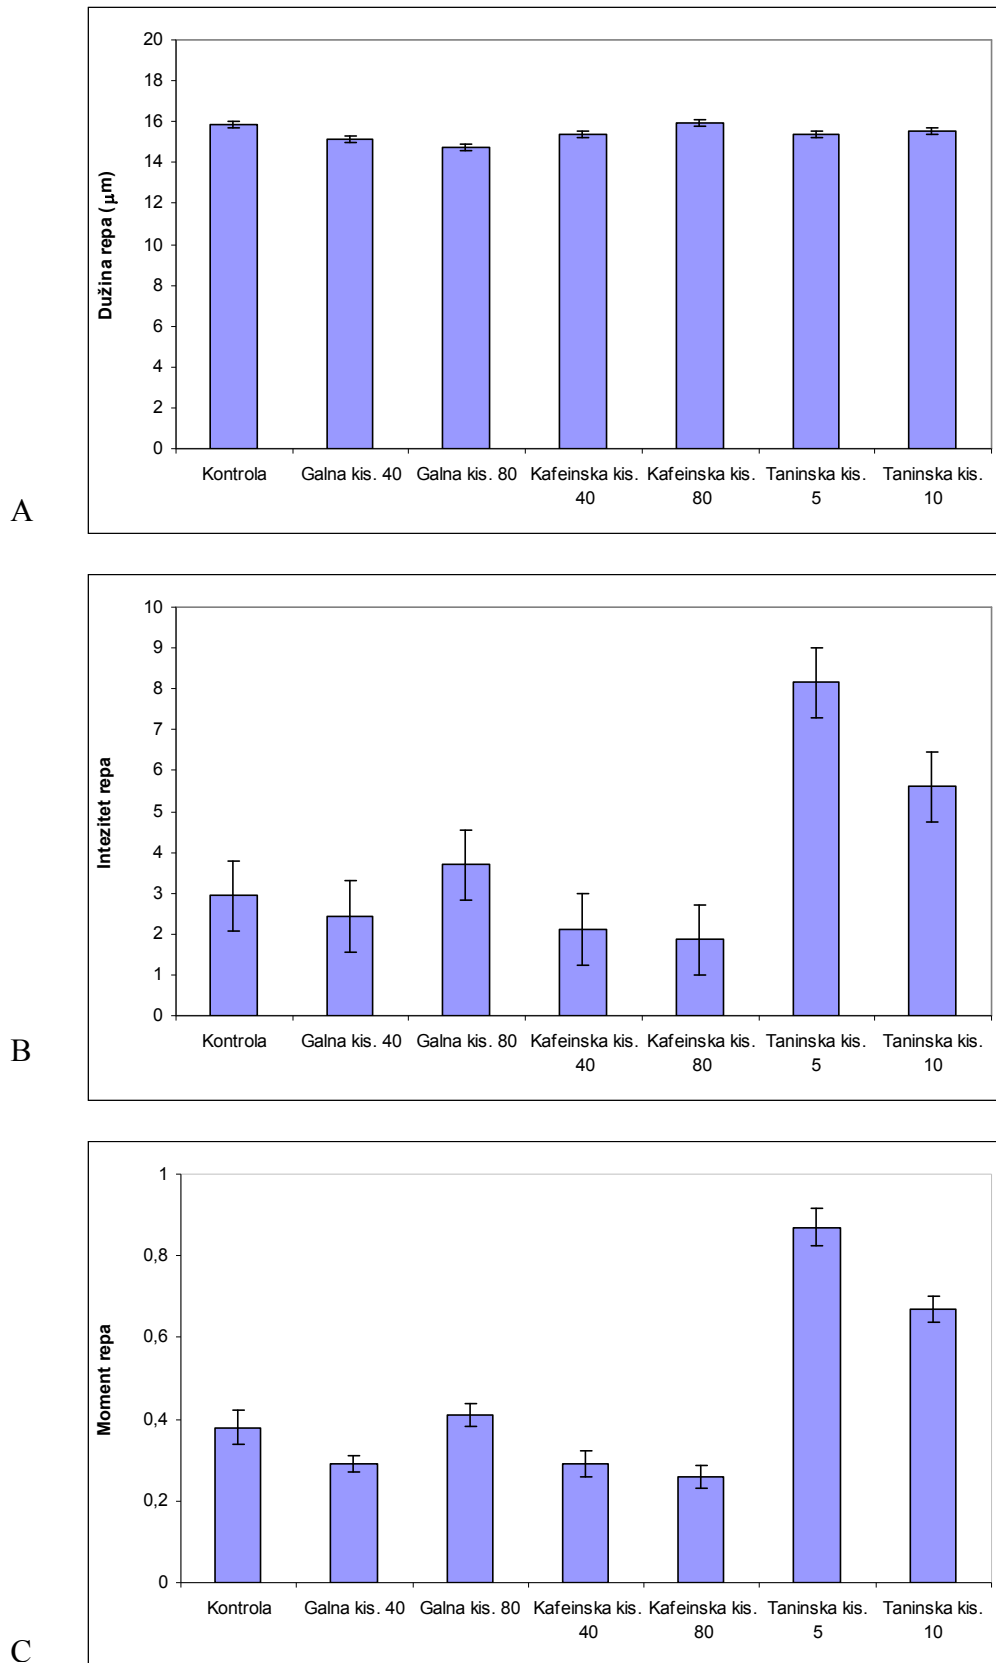 20
18
16
14
12
10
8
6
4
2
0
Dužina repa (μm)
Kontrola Galna kis. 40 Galna kis. 80 Kafeinska kis. Kafeinska kis. Taninska kis. Taninska kis.
40 80 5 10
A
10
9
8
7
6
5
4
3
2
1
0
Intezitet repa
Kontrola Galna kis. 40 Galna kis. 80 Kafeinska kis. Kafeinska kis. Taninska kis. Taninska kis.
40 80 5 10
B
1
0,8
0,6
0,4
0,2
0
Moment repa
Kontrola Galna kis. 40 Galna kis. 80 Kafeinska kis. Kafeinska kis. Taninska kis. Taninska kis.
40 80 5 10
C